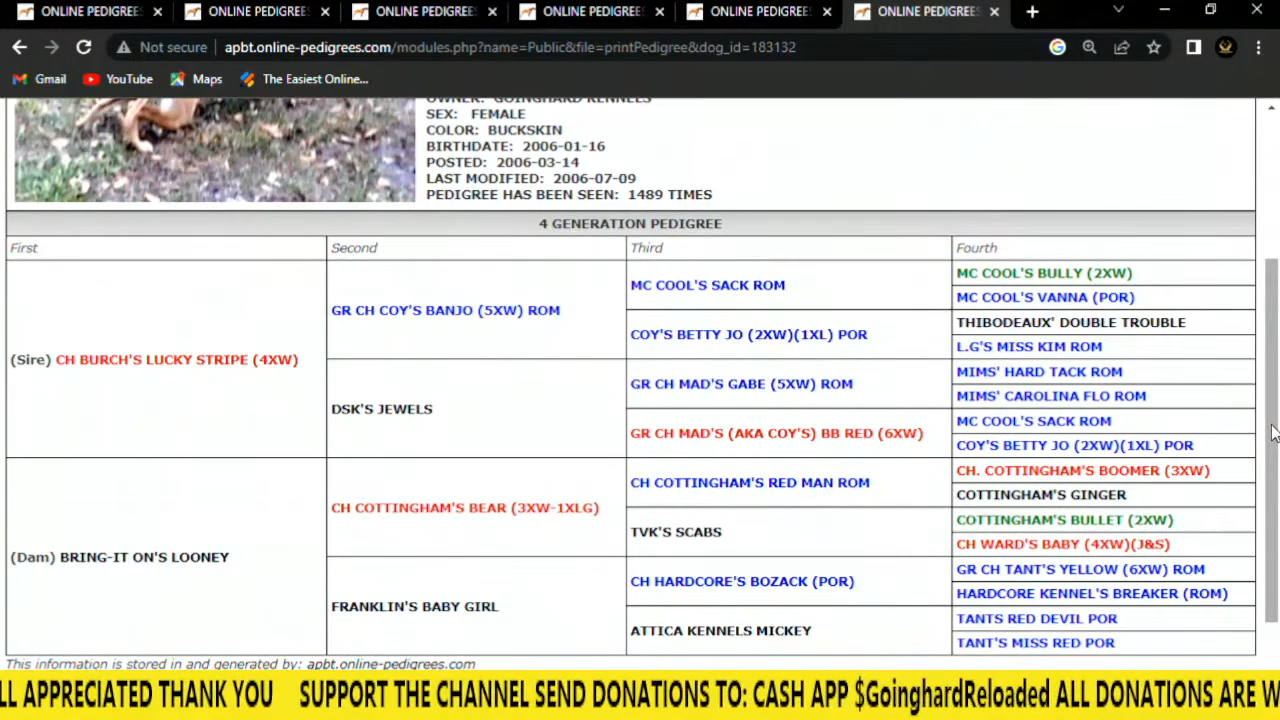 ONLINE PEDIGREES
ONLINE PEDIGREES
ONLINE PEDIGREES
ONLINE PEDIGREES
ONLINE PEDIGREES
ONLINE PEDIGREES
Not secure apbt.online-pedigrees.com/modules.php?name=Public&file=printPedigree&dog_id=183132
Gmail YouTube Maps The Easiest Online...
OWNER: GOINGHARD KENNELS
SEX: FEMALE
COLOR: BUCKSKIN
BIRTHDATE: 2006-01-16
POSTED: 2006-03-14
LAST MODIFIED: 2006-07-09
PEDIGREE HAS BEEN SEEN: 1489 TIMES
4 GENERATION PEDIGREE
First Second Third Fourth
(Sire) CH BURCH'S LUCKY STRIPE (4XW)
(Dam) BRING-IT ON'S LOONEY
GR CH COY'S BANJO (5XW) ROM
DSK'S JEWELS
CH COTTINGHAM'S BEAR (3XW-1XLG)
FRANKLIN'S BABY GIRL
MC COOL'S SACK ROM
COY'S BETTY JO (2XW)(1XL) POR
GR CH MAD'S GABE (5XW) ROM
GR CH MAD'S (AKA COY'S) BB RED (6XW)
CH COTTINGHAM'S RED MAN ROM
TVK'S SCABS
CH HARDCORE'S BOZACK (POR)
ATTICA KENNELS MICKEY
MC COOL'S BULLY (2XW)
MC COOL'S VANNA (POR)
THIBODEAUX' DOUBLE TROUBLE
L.G'S MISS KIM ROM
MIMS' HARD TACK ROM
MIMS' CAROLINA FLO ROM
MC COOL'S SACK ROM
COY'S BETTY JO (2XW)(1XL) POR
CH. COTTINGHAM'S BOOMER (3XW)
COTTINGHAM'S GINGER
COTTINGHAM'S BULLET (2XW)
CH WARD'S BABY (4XW)(J&S)
GR CH TANT'S YELLOW (6XW) ROM
HARDCORE KENNEL'S BREAKER (ROM)
TANTS RED DEVIL POR
TANT'S MISS RED POR
This information is stored in and generated by: apbt.online-pedigrees.com
LL APPRECIATED THANK YOU SUPPORT THE CHANNEL SEND DONATIONS TO: CASH APP $GoinghardReloaded ALL DONATIONS ARE W